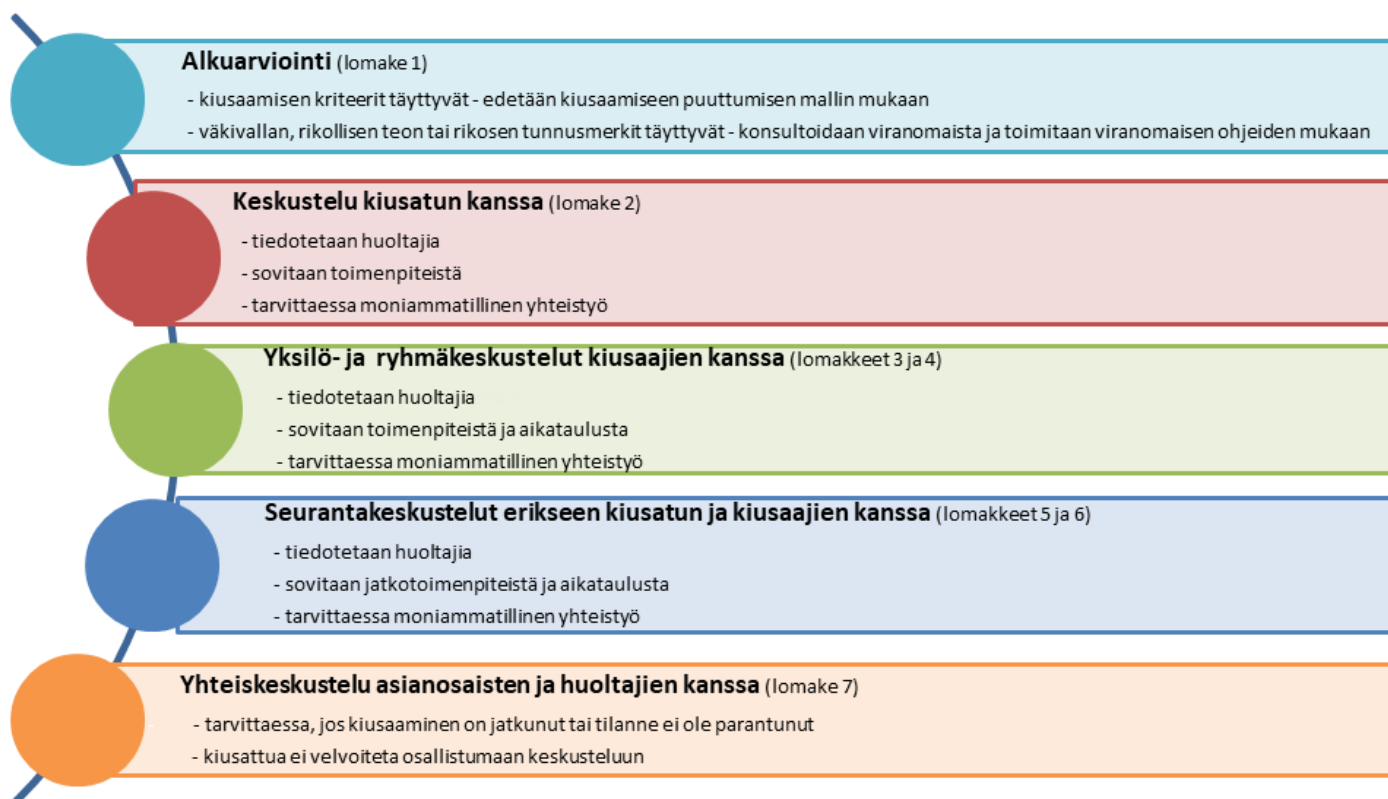 Alkuarviointi (lomake 1)
- kiusaamisen kriteerit täyttyvät - edetään kiusaamiseen puuttumisen mallin mukaan
- väkivallan, rikollisen teon tai rikosen tunnusmerkit täyttyvät - konsultoidaan viranomaista ja toimitaan viranomaisen ohjeiden mukaan
Keskustelu kiusatun kanssa (lomake 2)
- tiedotetaan huoltajia
- sovitaan toimenpiteistä
- tarvittaessa moniammatillinen yhteistyö
Yksilö- ja ryhmäkeskustelut kiusaajien kanssa (lomakkeet 3 ja 4)
- tiedotetaan huoltajia
- sovitaan toimenpiteistä ja aikataulusta
- tarvittaessa moniammatillinen yhteistyö
Seurantakeskustelut erikseen kiusatun ja kiusaajien kanssa (lomakkeet 5 ja 6)
- tiedotetaan huoltajia
- sovitaan jatkotoimenpiteistä ja aikataulusta
- tarvittaessa moniammatillinen yhteistyö
Yhteiskeskustelu asianosaisten ja huoltajien kanssa (lomake 7)
- tarvittaessa, jos kiusaaminen on jatkunut tai tilanne ei ole parantunut
- kiusattua ei velvoiteta osallistumaan keskusteluun